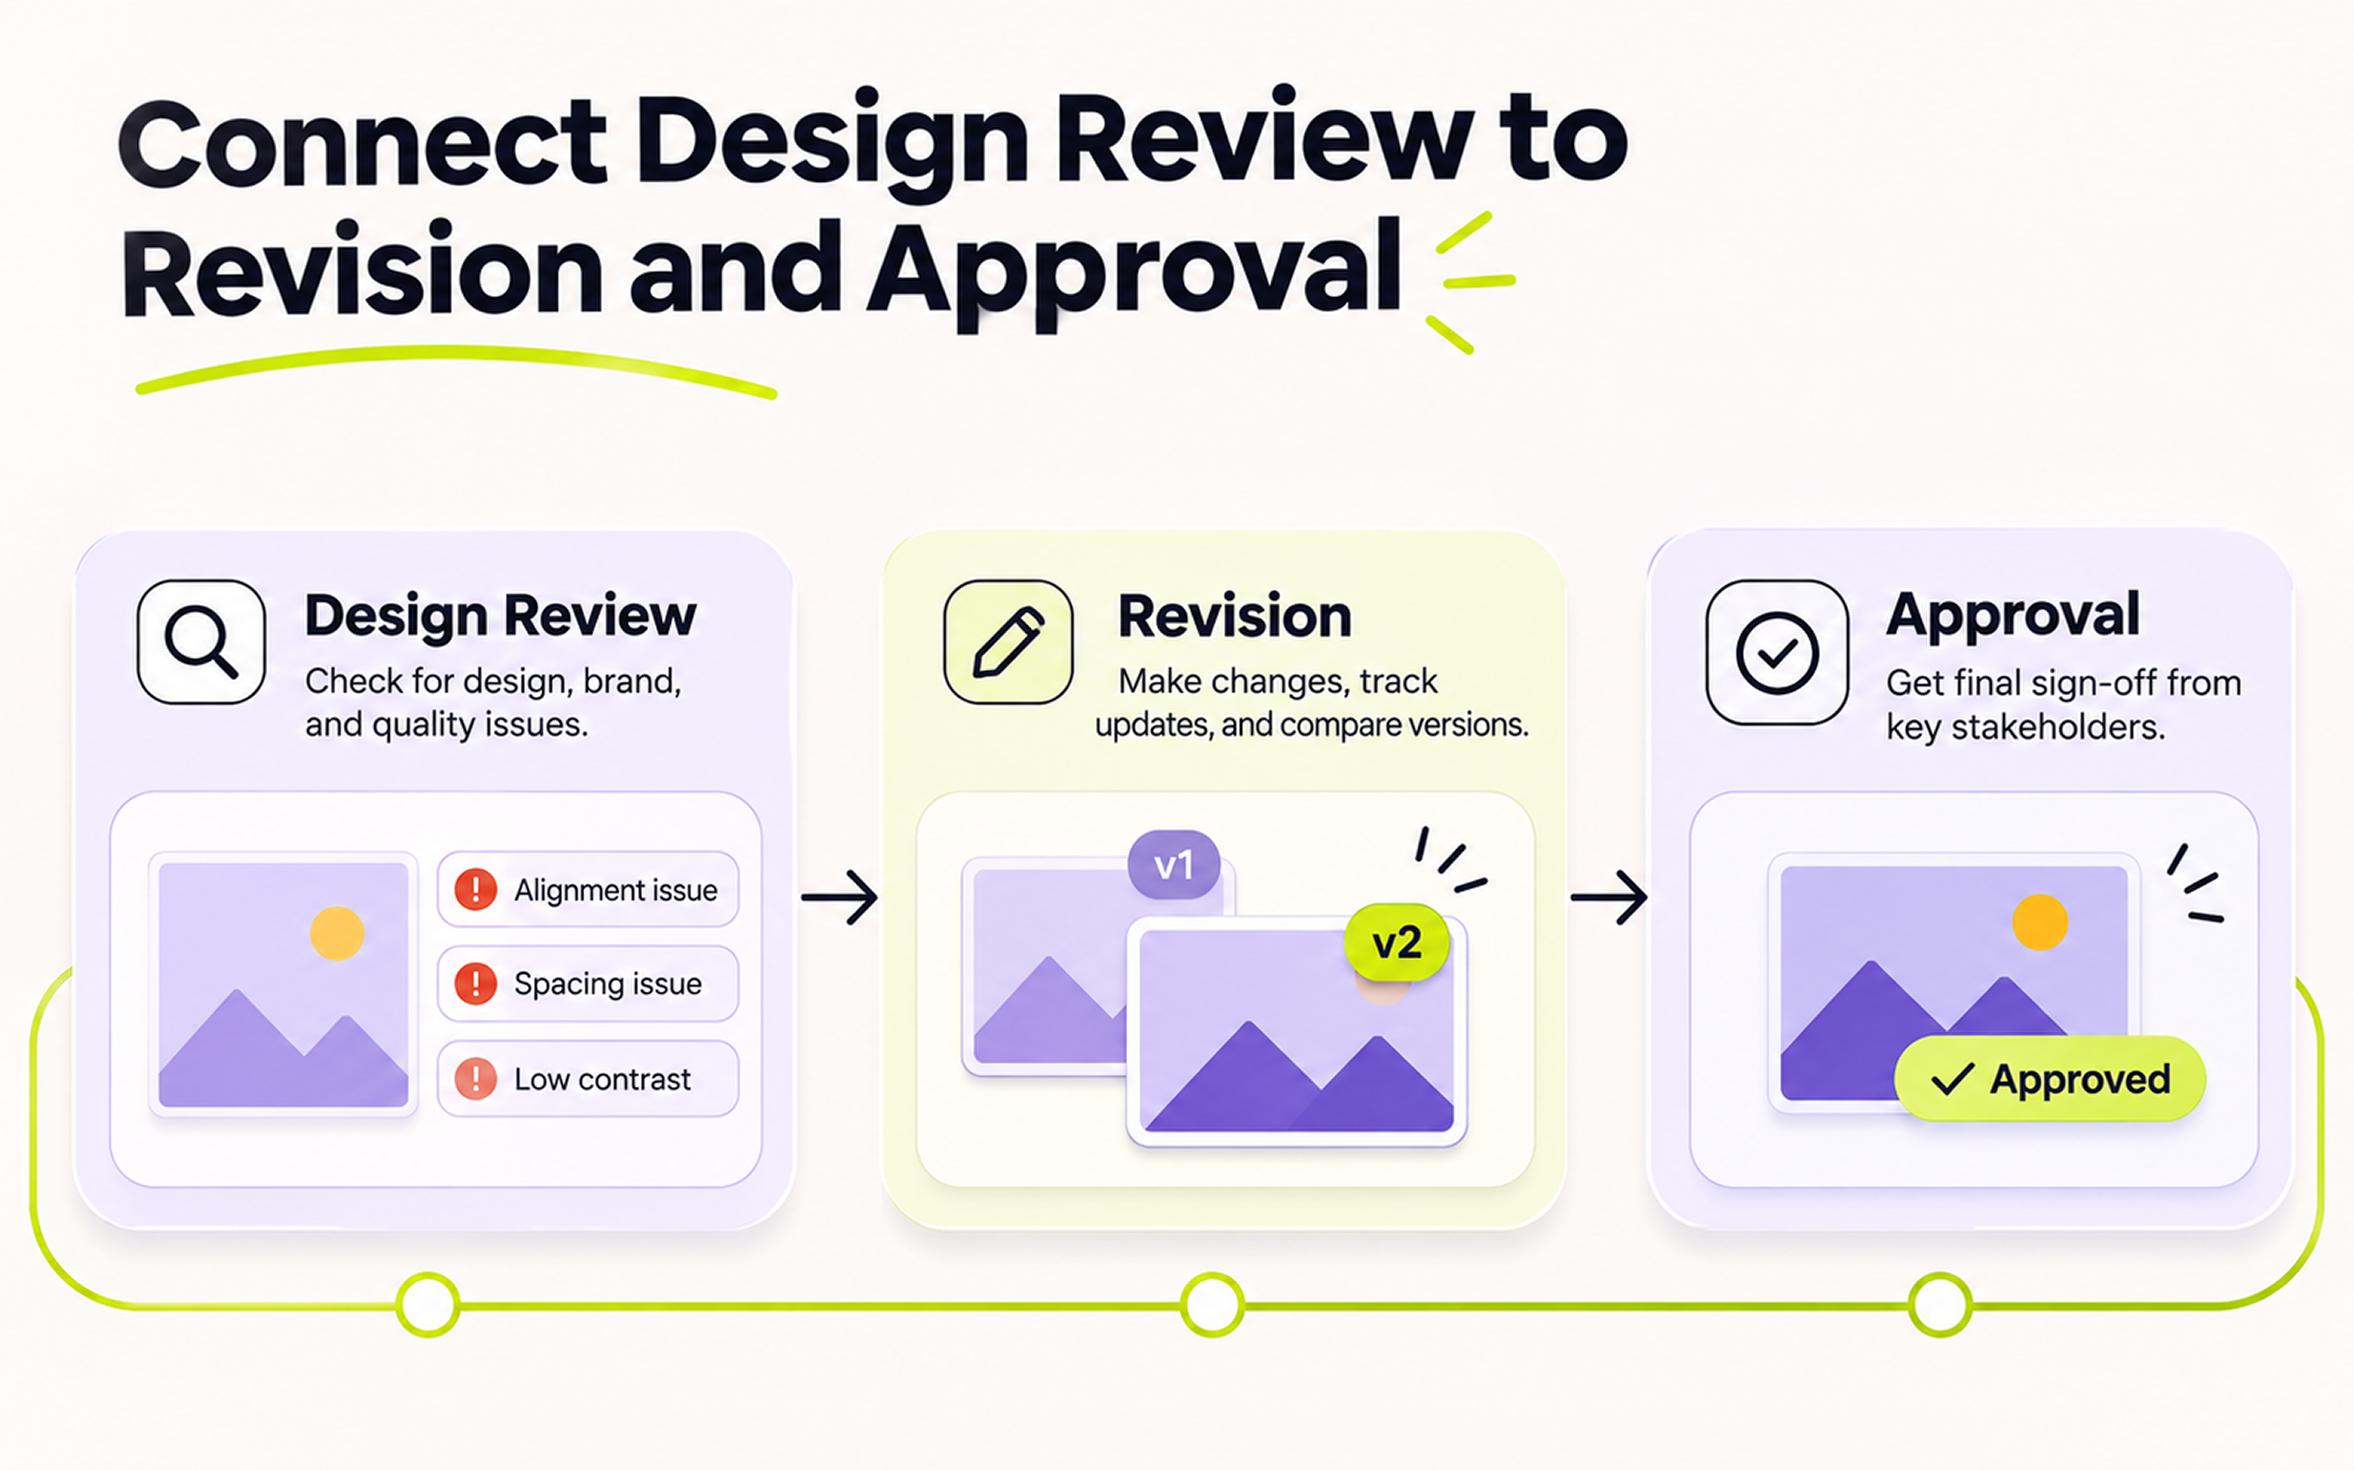 Connect Design Review to
Revision and Approval
Design Review
Check for design, brand,
and quality issues.
Alignment issue
Spacing issue
Low contrast
Revision
Make changes, track
updates, and compare versions.
v1
v2
Approval
Get final sign-off from
key stakeholders.
Approved